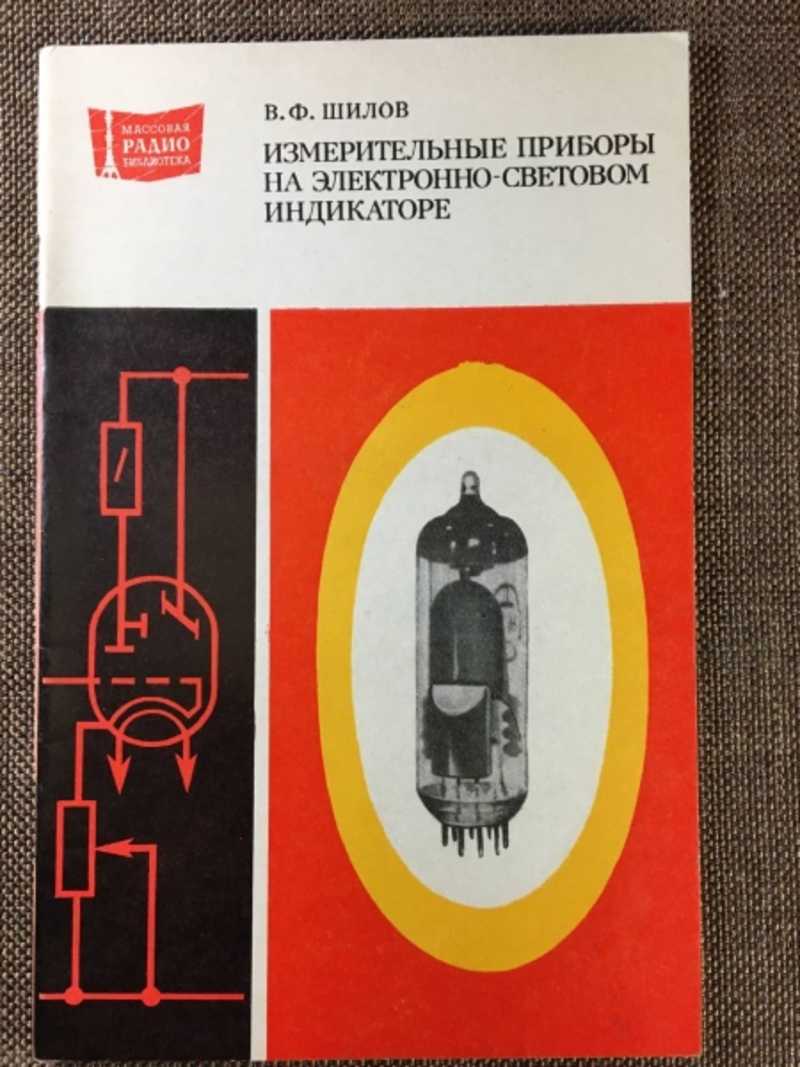 МАССОВАЯ
РАДИО
БИБЛИОТЕКА
В. Ф. ШИЛОВ
ИЗМЕРИТЕЛЬНЫЕ ПРИБОРЫ
НА ЭЛЕКТРОННО-СВЕТОВОМ
ИНДИКАТОРЕ